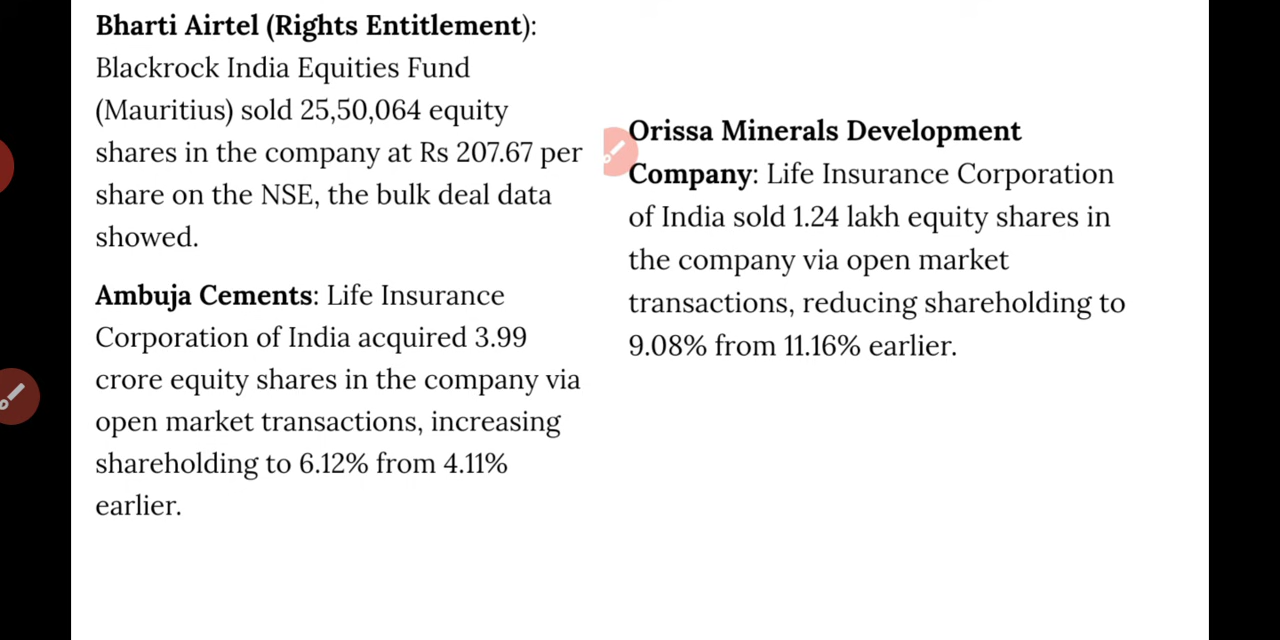 Bharti Airtel (Rights Entitlement):
Blackrock India Equities Fund
(Mauritius) sold 25,50,064 equity
shares in the company at Rs 207.67 per
share on the NSE, the bulk deal data
showed.
Ambuja Cements: Life Insurance
Corporation of India acquired 3.99
crore equity shares in the company via
open market transactions, increasing
shareholding to 6.12% from 4.11%
earlier.
Orissa Minerals Development
Company: Life Insurance Corporation
of India sold 1.24 lakh equity shares in
the company via open market
transactions, reducing shareholding to
9.08% from 11.16% earlier.